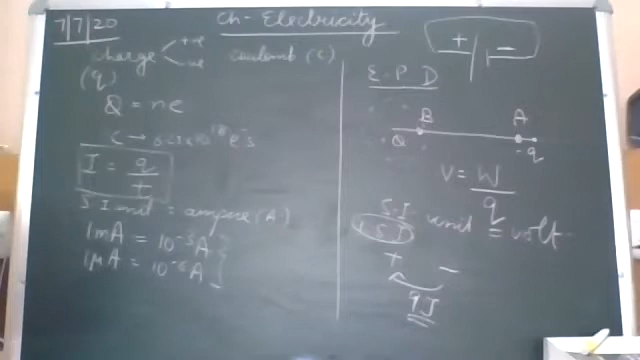 7/7/20
Ch- Electricity
charge +ve -ve coulomb (C)
(q)
Q = ne
I = q/t
S.I unit = ampere (A)
1mA = 10⁻³A
1μA = 10⁻⁶A
+ -
E. P D
B A
Q -q
V = W/q
S.I. unit = volt
+ -